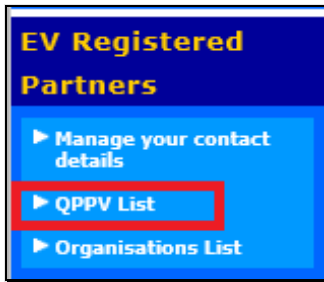 EV Registered
Partners
Manage your contact
details
QPPV List
Organisations List